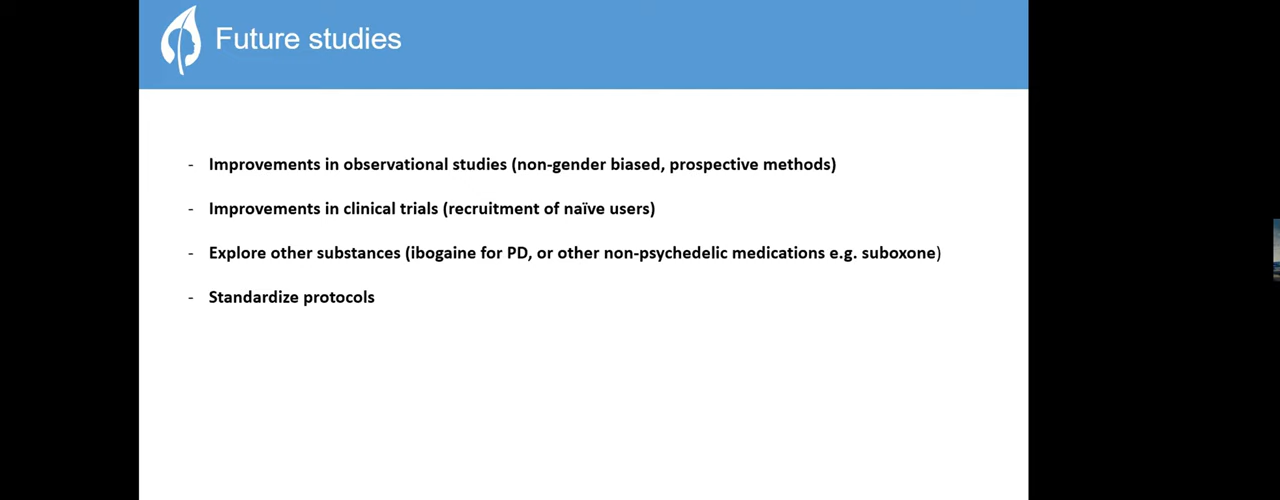 Future studies
- Improvements in observational studies (non-gender biased, prospective methods)
- Improvements in clinical trials (recruitment of naïve users)
- Explore other substances (ibogaine for PD, or other non-psychedelic medications e.g. suboxone)
- Standardize protocols